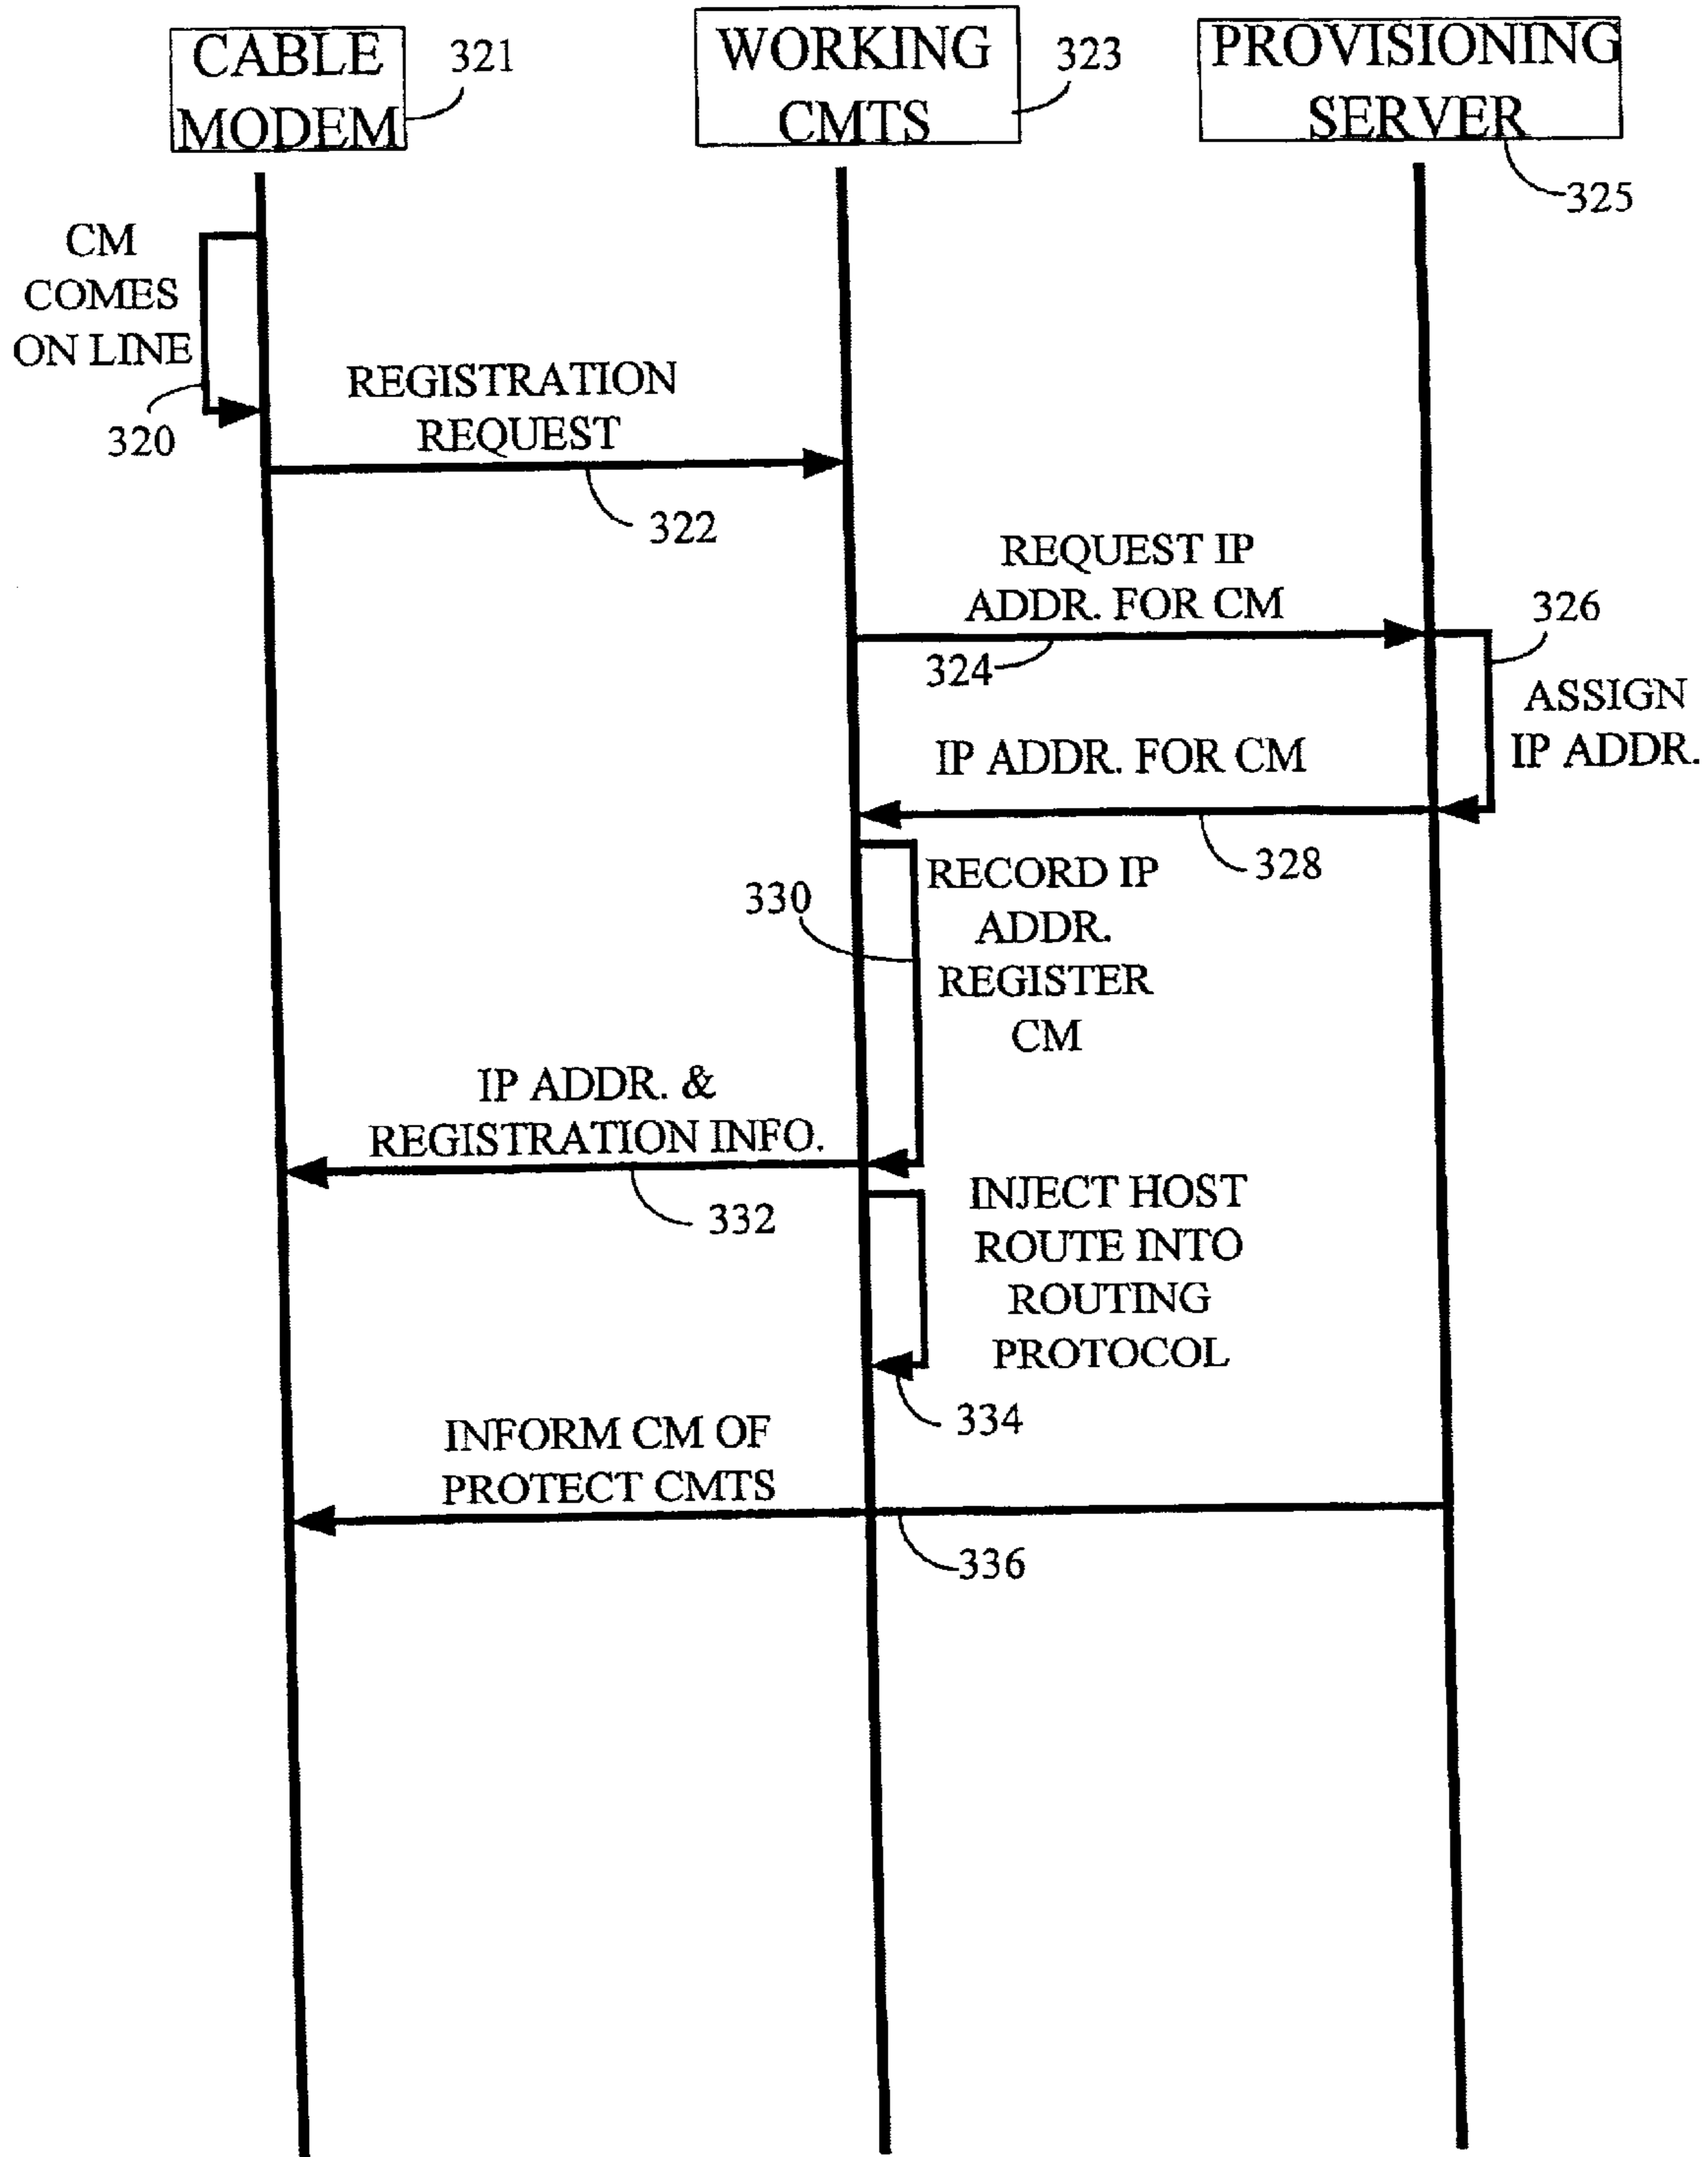 CABLE
MODEM
321
WORKING
CMTS
323
PROVISIONING
SERVER
325
CM
COMES
ON LINE
320
REGISTRATION
REQUEST
322
REQUEST IP
ADDR. FOR CM
324
326
ASSIGN
IP ADDR.
IP ADDR. FOR CM
328
330
RECORD IP
ADDR.
REGISTER
CM
IP ADDR. &
REGISTRATION INFO.
332
INJECT HOST
ROUTE INTO
ROUTING
PROTOCOL
334
INFORM CM OF
PROTECT CMTS
336